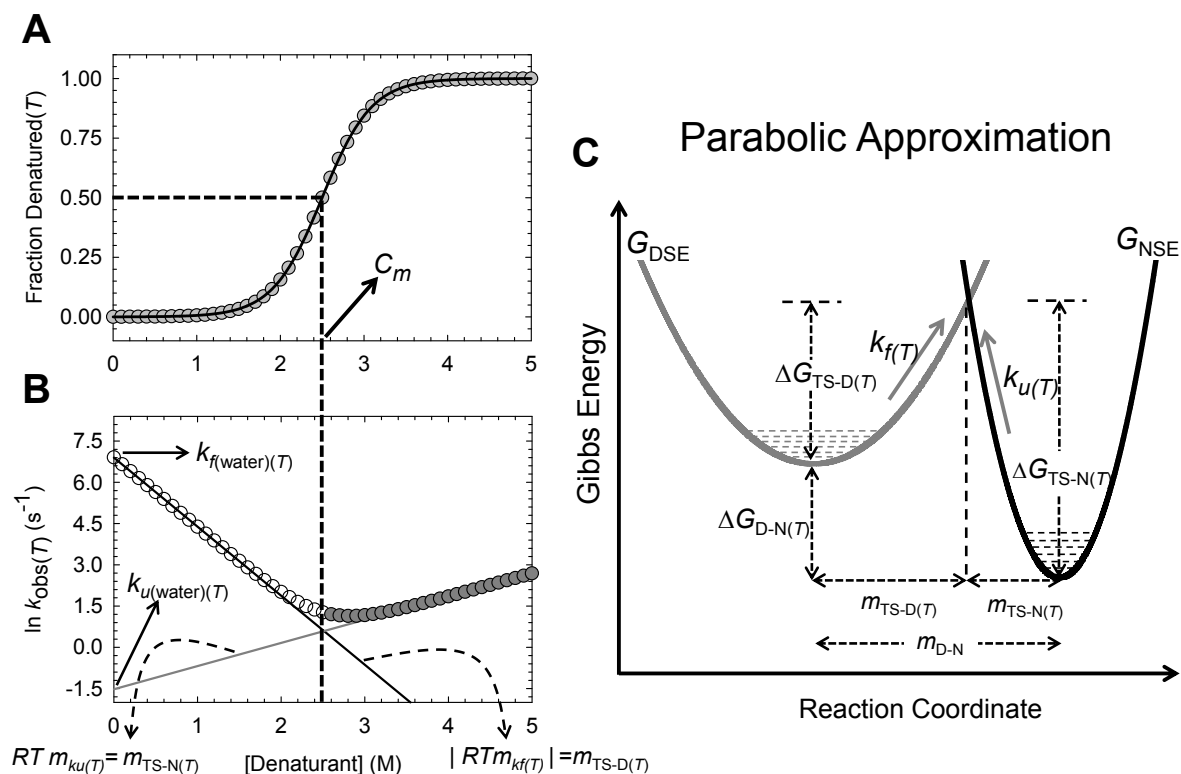 A
Fraction Denatured(T)
1.00
0.75
0.50
0.25
0.00
C_m
0 1 2 3 4 5
B
ln k_obs(T) (s⁻¹)
7.5
6.0
4.5
3.0
1.5
0.0
-1.5
k_f(water)(T)
k_u(water)(T)
0 1 2 3 4 5
RT m_ku(T) = m_TS-N(T)
[Denaturant] (M)
| RTm_kf(T) | = m_TS-D(T)
Parabolic Approximation
C
G_DSE
G_NSE
Gibbs Energy
k_f(T)
k_u(T)
ΔG_TS-D(T)
ΔG_TS-N(T)
ΔG_D-N(T)
m_TS-D(T)
m_TS-N(T)
m_D-N
Reaction Coordinate